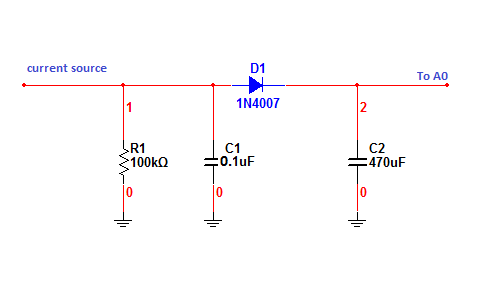 current source
D1
To A0
1N4007
1
2
R1
100kΩ
C1
0.1uF
C2
470uF
0
0
0